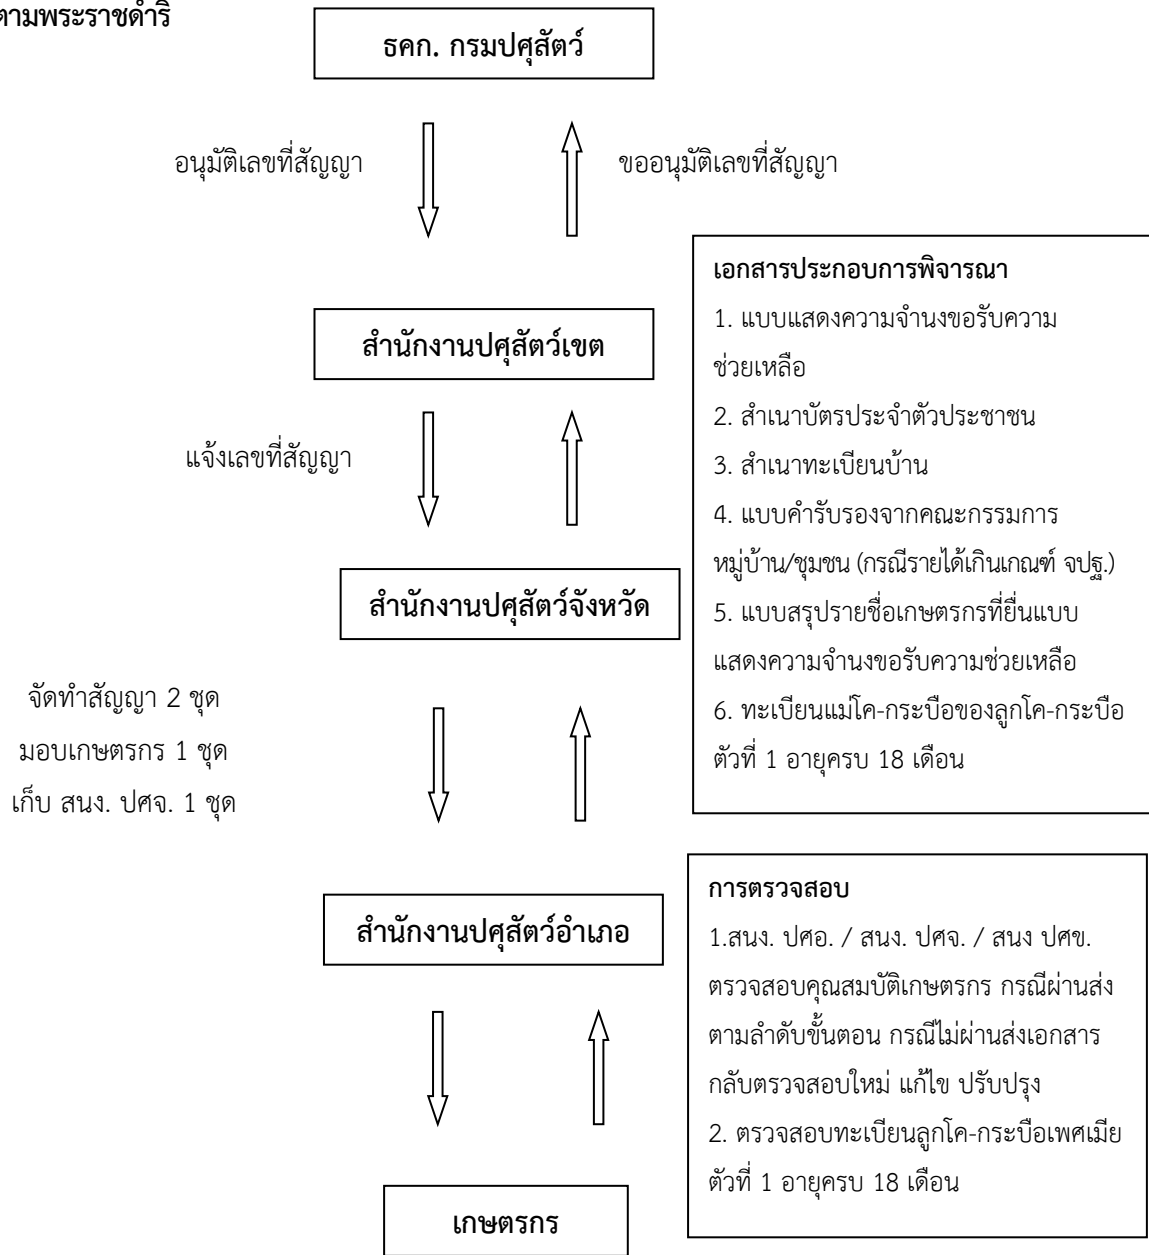 ตามพระราชดำริ
ธคก. กรมปศุสัตว์
อนุมัติเลขที่สัญญา
ขออนุมัติเลขที่สัญญา
สำนักงานปศุสัตว์เขต
แจ้งเลขที่สัญญา
สำนักงานปศุสัตว์จังหวัด
จัดทำสัญญา 2 ชุด
มอบเกษตรกร 1 ชุด
เก็บ สนง. ปศจ. 1 ชุด
สำนักงานปศุสัตว์อำเภอ
เกษตรกร
เอกสารประกอบการพิจารณา
1. แบบแสดงความจำนงขอรับความ
ช่วยเหลือ
2. สำเนาบัตรประจำตัวประชาชน
3. สำเนาทะเบียนบ้าน
4. แบบคำรับรองจากคณะกรรมการ
หมู่บ้าน/ชุมชน (กรณีรายได้เกินเกณฑ์ จปฐ.)
5. แบบสรุปรายชื่อเกษตรกรที่ยื่นแบบ
แสดงความจำนงขอรับความช่วยเหลือ
6. ทะเบียนแม่โค-กระบือของลูกโค-กระบือ
ตัวที่ 1 อายุครบ 18 เดือน
การตรวจสอบ
1.สนง. ปศอ. / สนง. ปศจ. / สนง ปศข.
ตรวจสอบคุณสมบัติเกษตรกร กรณีผ่านส่ง
ตามลำดับขั้นตอน กรณีไม่ผ่านส่งเอกสาร
กลับตรวจสอบใหม่ แก้ไข ปรับปรุง
2. ตรวจสอบทะเบียนลูกโค-กระบือเพศเมีย
ตัวที่ 1 อายุครบ 18 เดือน